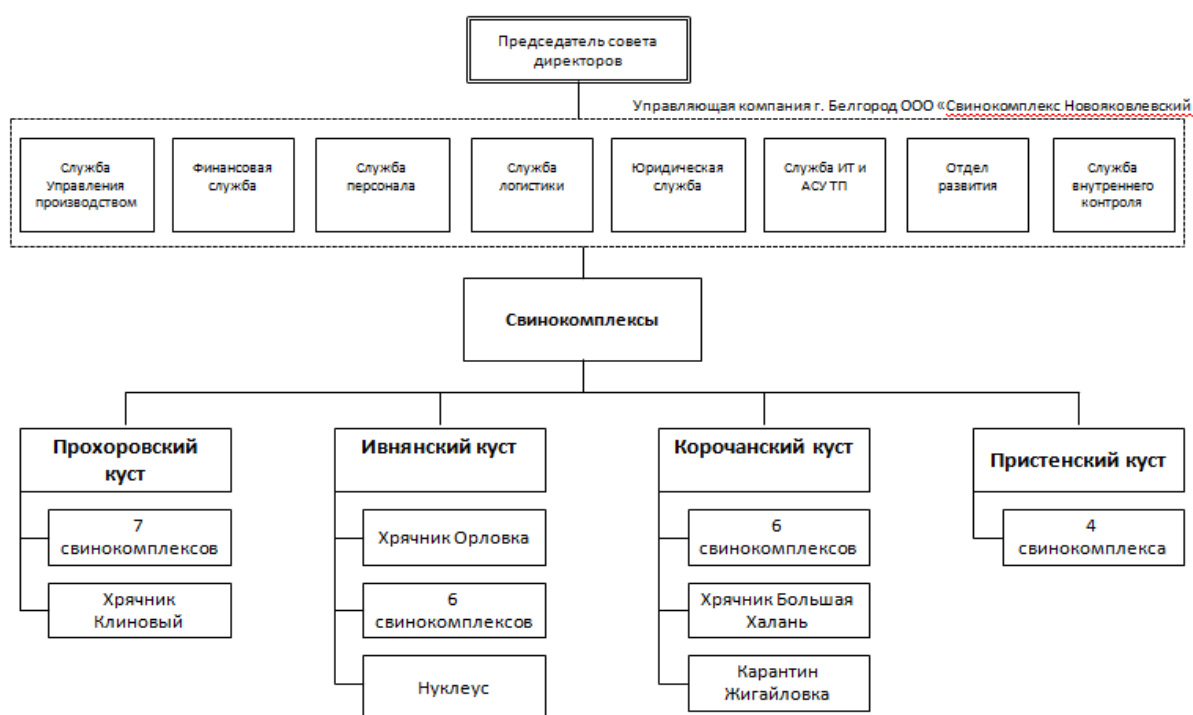 Председатель совета
директоров
Управляющая компания г. Белгород ООО «Свинокомплекс Новояковлевский
Служба
Управления
производством
Финансовая
служба
Служба
персонала
Служба
логистики
Юридическая
служба
Служба ИТ и
АСУ ТП
Отдел
развития
Служба
внутреннего
контроля
Свинокомплексы
Прохоровский
куст
7
свинокомплексов
Хрячник
Клиновый
Ивнянский куст
Хрячник Орловка
6
свинокомплексов
Нуклеус
Корочанский куст
6
свинокомплексов
Хрячник Большая
Халань
Карантин
Жигайловка
Пристенский куст
4
свинокомплекса